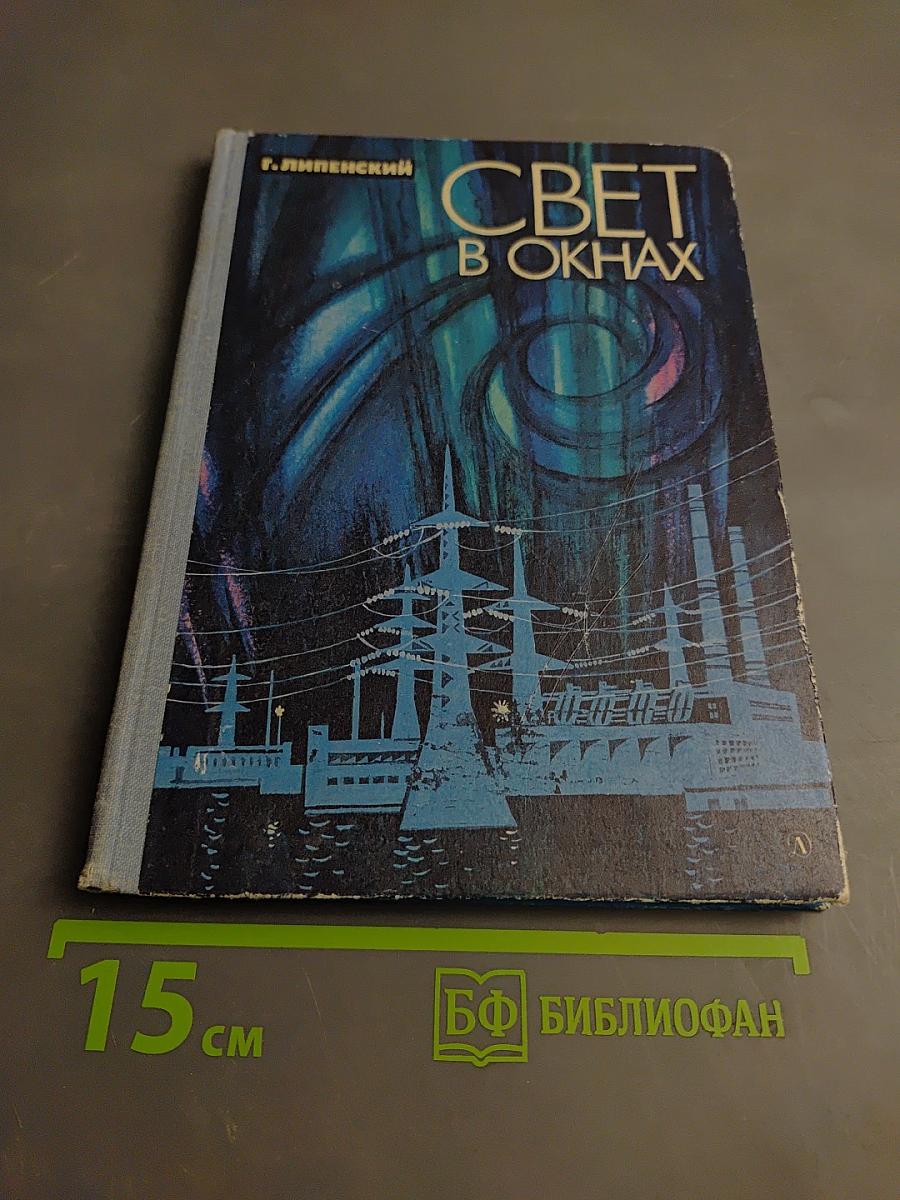 Г. ЛИПЕНСКИЙ
СВЕТ
В ОКНАХ
Л
15 см
БФ БИБЛИОФАН